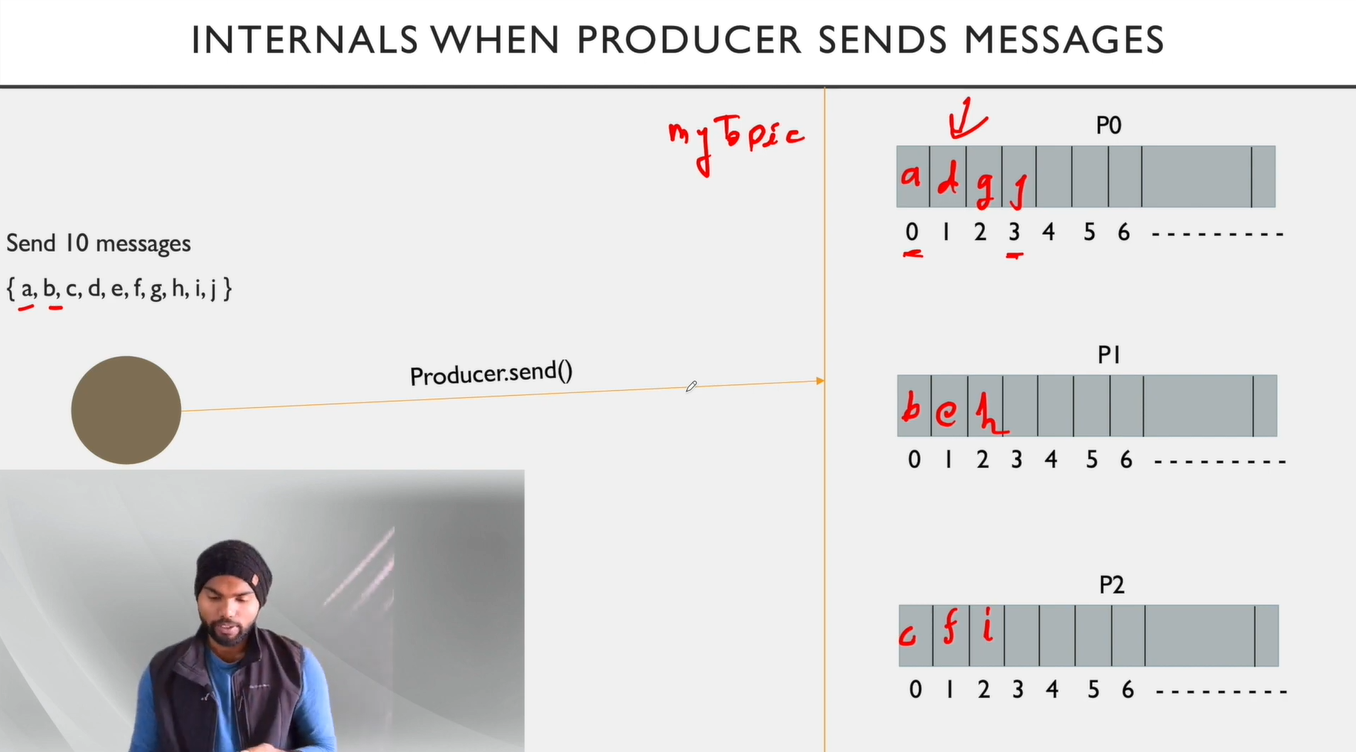 INTERNALS WHEN PRODUCER SENDS MESSAGES
myTopic
Send 10 messages
{ a, b, c, d, e, f, g, h, i, j }
Producer.send()
P0
a d g j
0 1 2 3 4 5 6 ---------
P1
b e h
0 1 2 3 4 5 6 ---------
P2
c f i
0 1 2 3 4 5 6 ---------